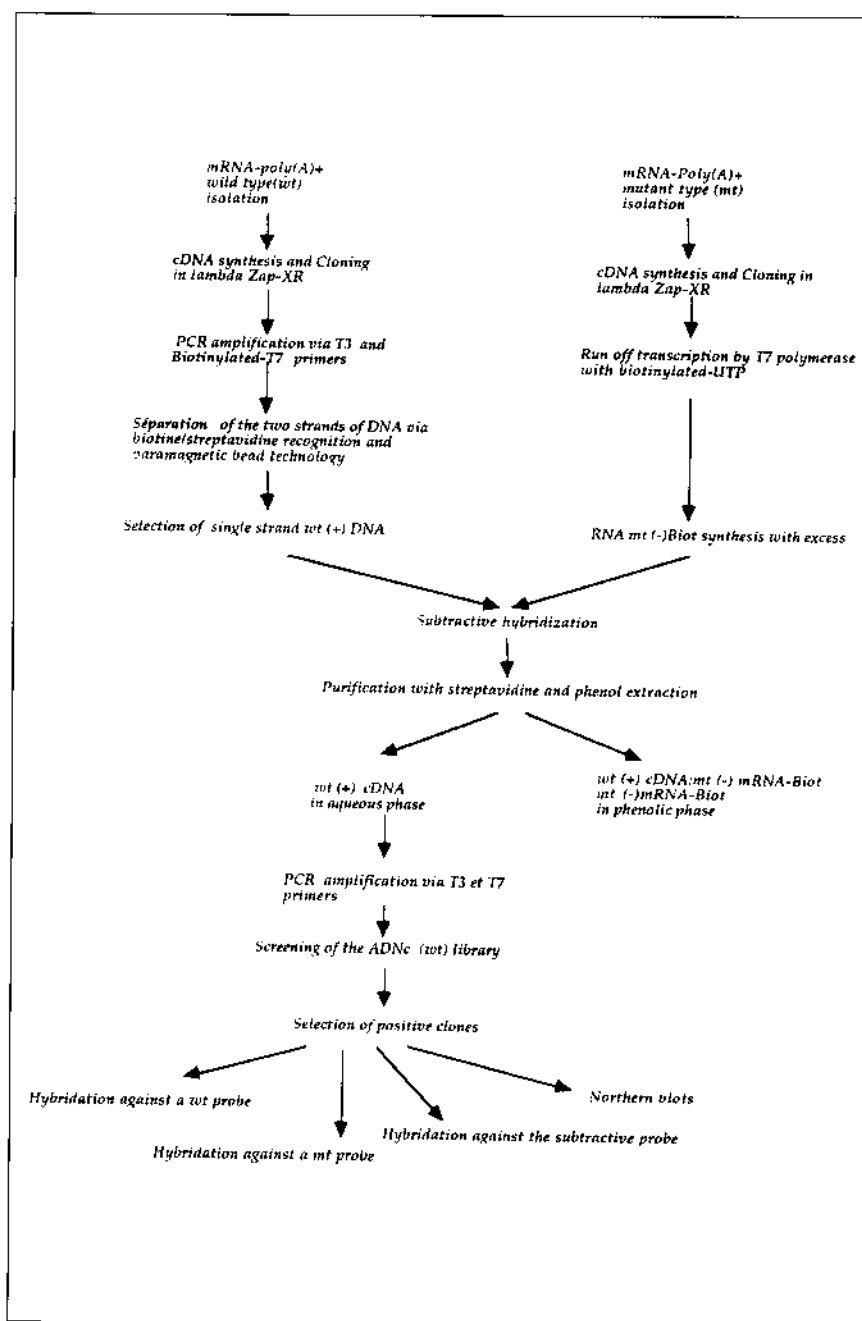 mRNA-poly(A)+
wild type(wt)
isolation
mRNA-Poly(A)+
mutant type (mt)
isolation
cDNA synthesis and Cloning
in lambda Zap-XR
cDNA synthesis and Cloning in
lambda Zap-XR
PCR amplification via T3 and
Biotinylated-T7 primers
Run off transcription by T7 polymerase
with biotinylated-UTP
Séparation of the two strands of DNA via
biotine/streptavidine recognition and
paramagnetic bead technology
Selection of single strand wt (+) DNA
RNA mt (-)Biot synthesis with excess
Subtractive hybridization
Purification with streptavidine and phenol extraction
wt (+) cDNA
in aqueous phase
wt (+) cDNA:mt (-) mRNA-Biot
mt (-)mRNA-Biot
in phenolic phase
PCR amplification via T3 et T7
primers
Screening of the ADNc (wt) library
Selection of positive clones
Hybridation against a wt probe
Northern blots
Hybridation against the subtractive probe
Hybridation against a mt probe